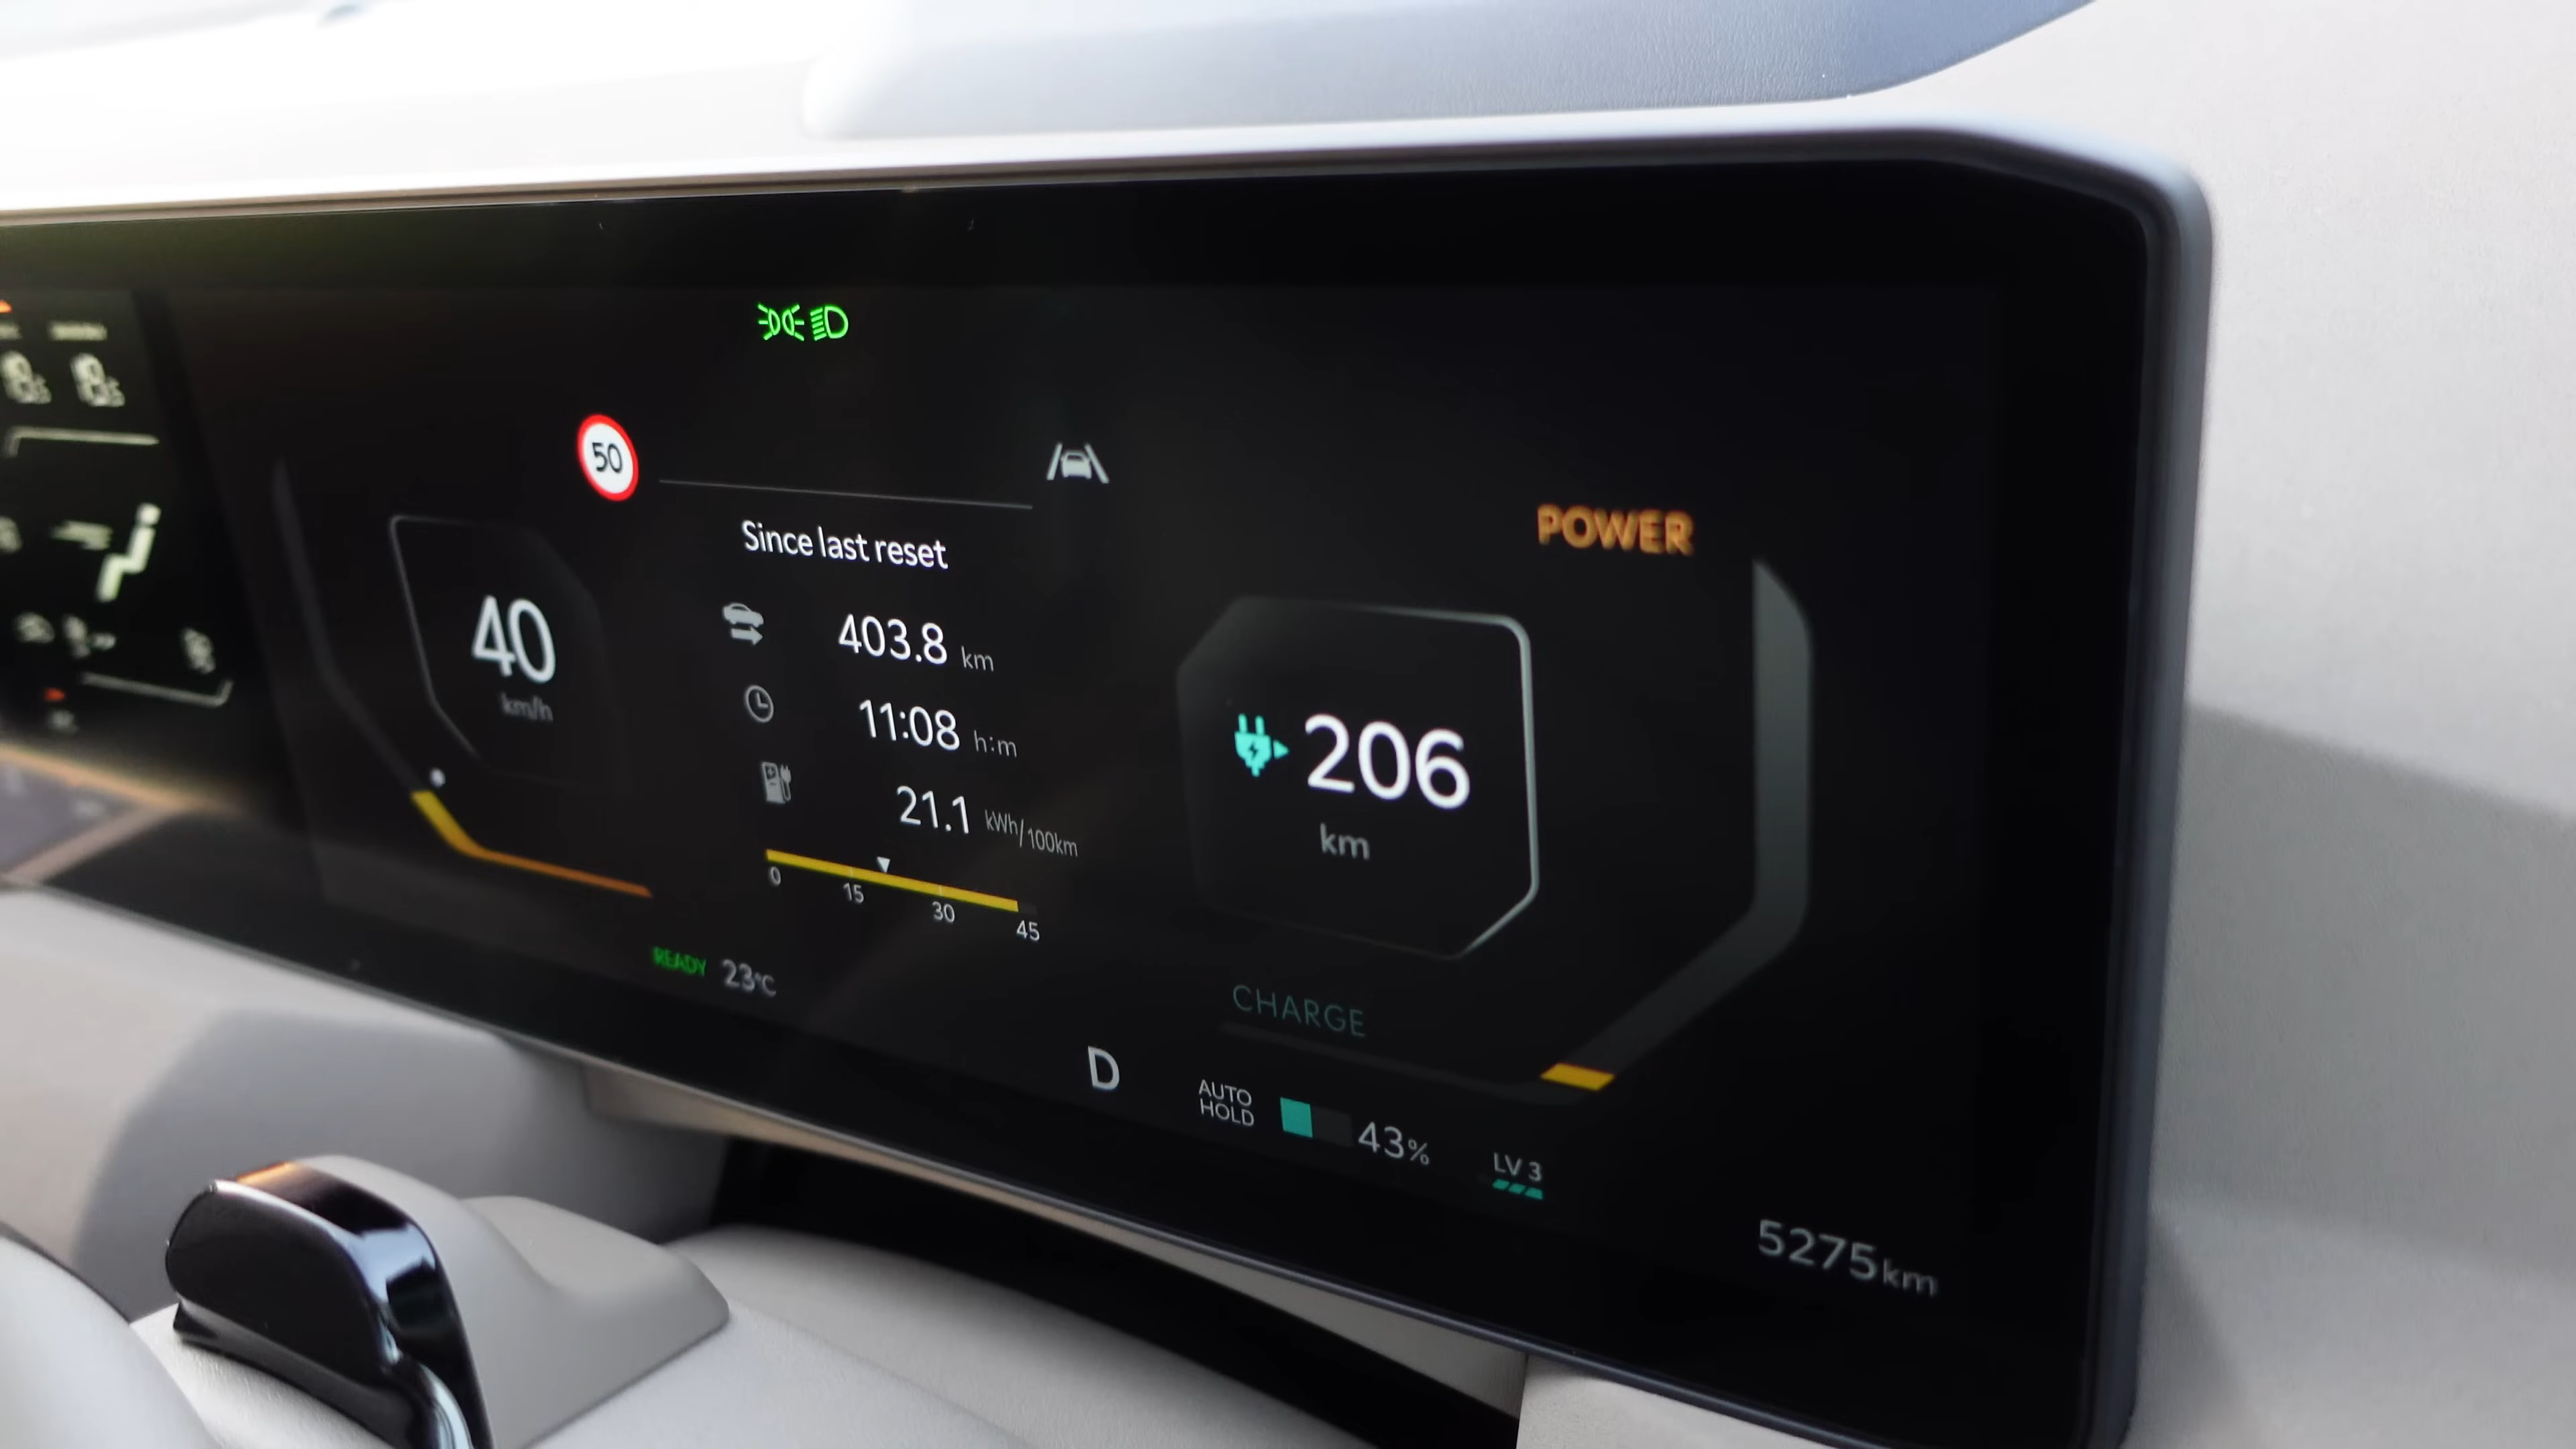 50
Since last reset
POWER
40
km/h
403.8 km
11:08 h:m
21.1 kWh/100km
0 15 30 45
206
km
READY 23°C
CHARGE
D
AUTO
HOLD
43%
LV 3
5275km